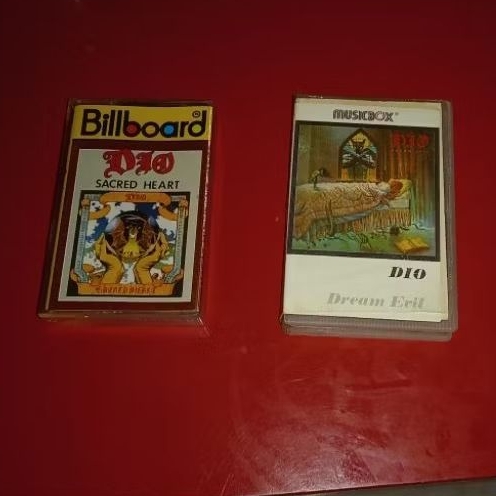 Billboard®
DIO
SACRED HEART
MUSICBOX
DIO
DIO
Dream Evil